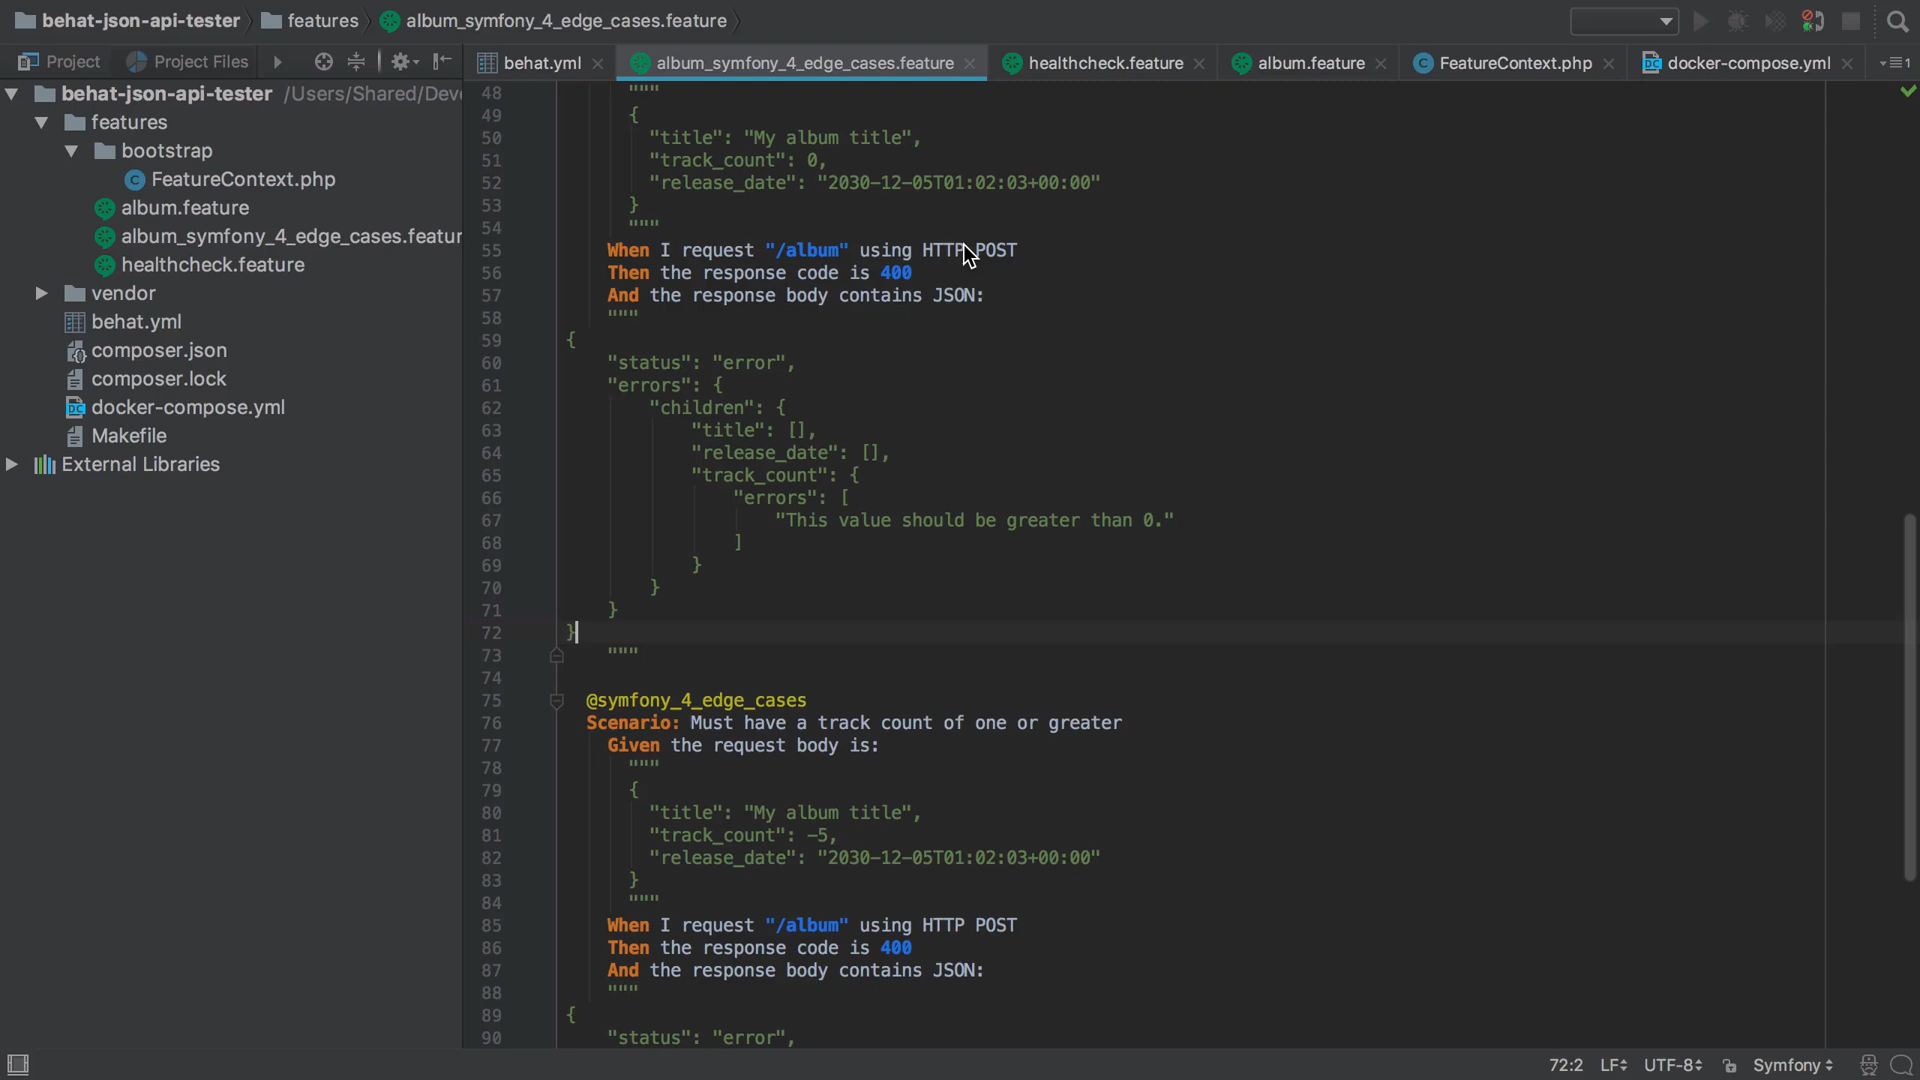 behat-json-api-tester features album_symfony_4_edge_cases.feature
Project Project Files behat.yml album_symfony_4_edge_cases.feature healthcheck.feature album.feature FeatureContext.php docker-compose.yml 1
behat-json-api-tester /Users/Shared/Deve
features
bootstrap
FeatureContext.php
album.feature
album_symfony_4_edge_cases.featur
healthcheck.feature
vendor
behat.yml
composer.json
composer.lock
docker-compose.yml
Makefile
External Libraries
48 """
49 {
50 "title": "My album title",
51 "track_count": 0,
52 "release_date": "2030-12-05T01:02:03+00:00"
53 }
54 """
55 When I request "/album" using HTTP POST
56 Then the response code is 400
57 And the response body contains JSON:
58 """
59 {
60 "status": "error",
61 "errors": {
62 "children": {
63 "title": [],
64 "release_date": [],
65 "track_count": {
66 "errors": [
67 "This value should be greater than 0."
68 ]
69 }
70 }
71 }
72 }
73 """
74
75 @symfony_4_edge_cases
76 Scenario: Must have a track count of one or greater
77 Given the request body is:
78 """
79 {
80 "title": "My album title",
81 "track_count": -5,
82 "release_date": "2030-12-05T01:02:03+00:00"
83 }
84 """
85 When I request "/album" using HTTP POST
86 Then the response code is 400
87 And the response body contains JSON:
88 """
89 {
90 "status": "error",
72:2 LF UTF-8 Symfony